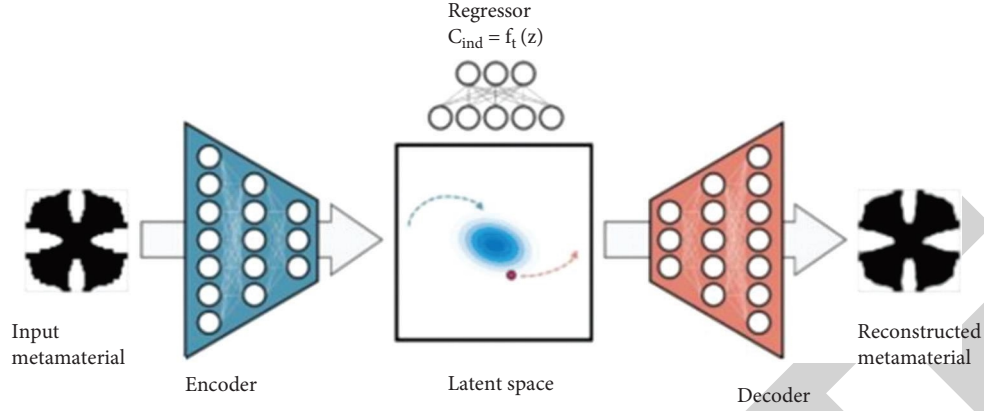 Regressor
C_ind = f_t (z)
Input
metamaterial
Encoder
Latent space
Decoder
Reconstructed
metamaterial